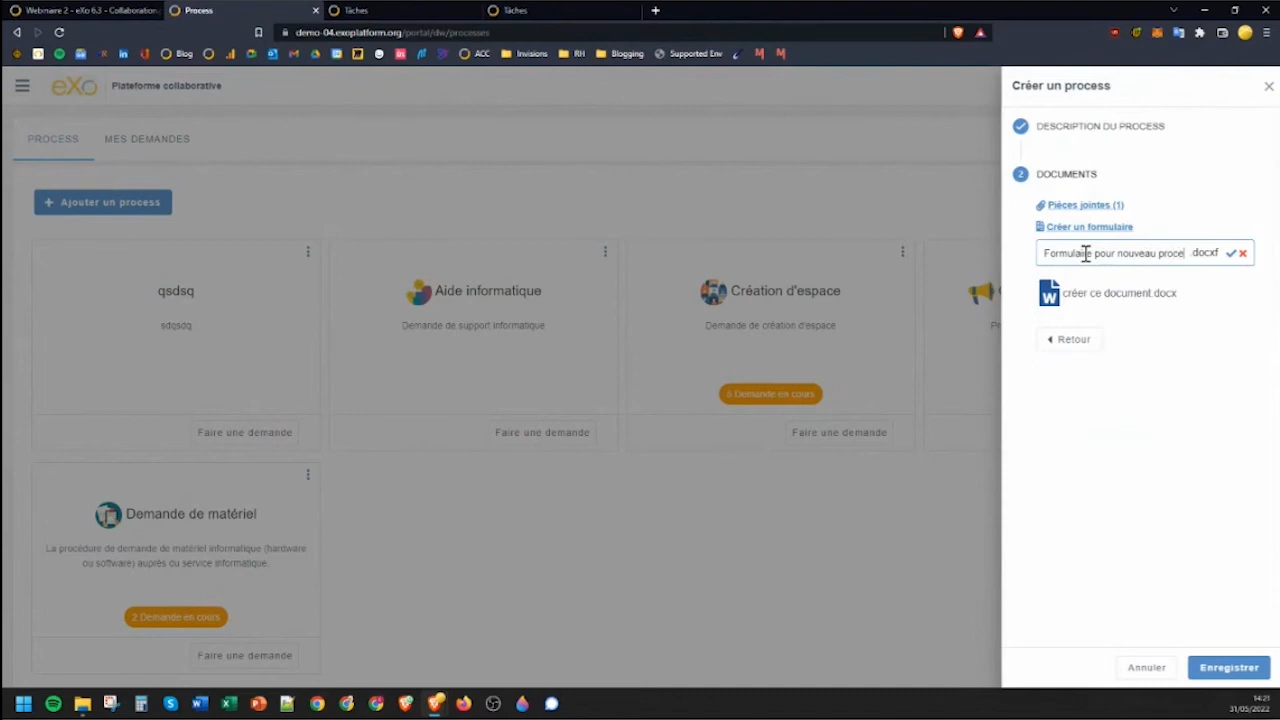 Webinaire 2 - eXo 6.3 - Collaboration
Process
Tâches
Tâches
demo-04.exoplatform.org/portal/dw/processes
Blog
ACC
Invisions
RH
Blogging
Supported Env
eXo
Plateforme collaborative
PROCESS
MES DEMANDES
+ Ajouter un process
qsdsq
sdqsdq
Faire une demande
Aide informatique
Demande de support informatique
Faire une demande
Création d'espace
Demande de création d'espace
Demande en cours
Faire une demande
Demande de matériel
La procédure de demande de matériel informatique (hardware
ou software) auprès du service informatique.
2 Demande en cours
Faire une demande
Créer un process
DESCRIPTION DU PROCESS
2
DOCUMENTS
Pièces jointes (1)
Créer un formulaire
Formulaire pour nouveau proce .docxf
créer ce document.docx
Retour
Annuler
Enregistrer
14:21
31/05/2022